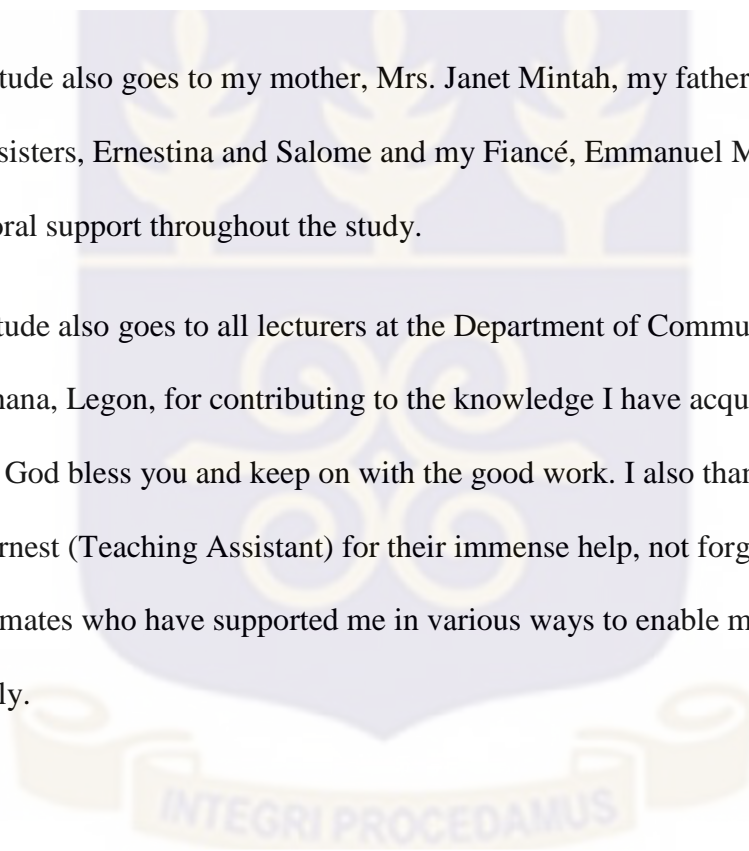 tude also goes to my mother, Mrs. Janet Mintah, my father
sisters, Ernestina and Salome and my Fiancé, Emmanuel M
oral support throughout the study.
tude also goes to all lecturers at the Department of Commu
hana, Legon, for contributing to the knowledge I have acqu
God bless you and keep on with the good work. I also than
rnest (Teaching Assistant) for their immense help, not forg
mates who have supported me in various ways to enable m
ly.
INTEGRI PROCEDAMUS